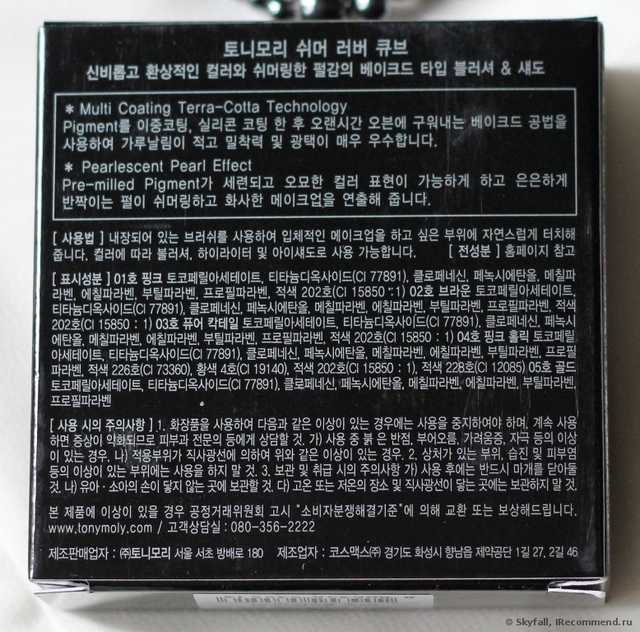 토니모리 쉬머 러버 큐브
신비롭고 환상적인 컬러와 쉬머링한 펄감의 베이크드 타입 블러셔 & 섀도
* Multi Coating Terra-Cotta Technology
Pigment를 이중코팅, 실리콘 코팅 한 후 오랜시간 오븐에 구워내는 베이크드 공법을
사용하여 가루날림이 적고 밀착력 및 광택이 매우 우수합니다.
* Pearlescent Pearl Effect
Pre-milled Pigment가 세련되고 오묘한 컬러 표현이 가능하게 하고 은은하게
반짝이는 펄이 쉬머링하고 화사한 메이크업을 연출해 줍니다.
[ 사용법 ] 내장되어 있는 브러쉬를 사용하여 입체적인 메이크업을 하고 싶은 부위에 자연스럽게 터치해
줍니다. 컬러에 따라 블러셔, 하이라이터 및 아이섀도로 사용 가능합니다. [ 전성분 ] 홈페이지 참고
[ 표시성분 ] 01호 핑크 토코페릴아세테이트, 티타늄디옥사이드(CI 77891), 클로페네신, 페녹시에탄올, 메칠파
라벤, 에칠파라벤, 부틸파라벤, 프로필파라벤, 적색 202호(CI 15850 : 1) 02호 브라운 토코페릴아세테이트,
티타늄디옥사이드(CI 77891), 클로페네신, 페녹시에탄올, 메칠파라벤, 에칠파라벤, 부틸파라벤, 프로필파라벤, 적색
202호(CI 15850 : 1) 03호 퓨어 칵테일 토코페릴아세테이트, 티타늄디옥사이드(CI 77891), 클로페네신, 페녹시
에탄올, 메칠파라벤, 에칠파라벤, 부틸파라벤, 프로필파라벤, 적색 202호(CI 15850 : 1) 04호 핑크 홀릭 토코페릴
아세테이트, 티타늄디옥사이드(CI 77891), 클로페네신, 페녹시에탄올, 메칠파라벤, 에칠파라벤, 부틸파라벤, 프로필
파라벤, 적색 226호(CI 73360), 황색 4호(CI 19140), 적색 202호(CI 15850 : 1), 적색 228호(CI 12085) 05호 골드
토코페릴아세테이트, 티타늄디옥사이드(CI 77891), 클로페네신, 페녹시에탄올, 메칠파라벤, 에칠파라벤, 부틸파라벤,
프로필파라벤
[ 사용 시의 주의사항 ] 1. 화장품을 사용하여 다음과 같은 이상이 있는 경우에는 사용을 중지하여야 하며, 계속 사용
하면 증상이 악화되므로 피부과 전문의 등에게 상담할 것. 가) 사용 중 붉은 반점, 부어오름, 가려움증, 자극 등의 이상
이 있는 경우. 나) 적용부위가 직사광선에 의하여 위와 같은 이상이 있는 경우. 2. 상처가 있는 부위, 습진 및 피부염
등의 이상이 있는 부위에는 사용을 하지 말 것. 3. 보관 및 취급 시의 주의사항 가) 사용 후에는 반드시 마개를 닫아둘
것. 나) 유아·소아의 손이 닿지 않는 곳에 보관할 것. 다) 고온 또는 저온의 장소 및 직사광선이 닿는 곳에는 보관하지 말 것.
본 제품에 이상이 있을 경우 공정거래위원회 고시 "소비자분쟁해결기준"에 의해 교환 또는 보상해드립니다.
www.tonymoly.com / 고객상담실 : 080-356-2222
제조판매업자 : (주)토니모리 서울 서초 방배로 180 제조업자 : 코스맥스(주) 경기도 화성시 향남읍 제약공단 1길 27, 2길 46
© Skyfall, iRecommend.ru